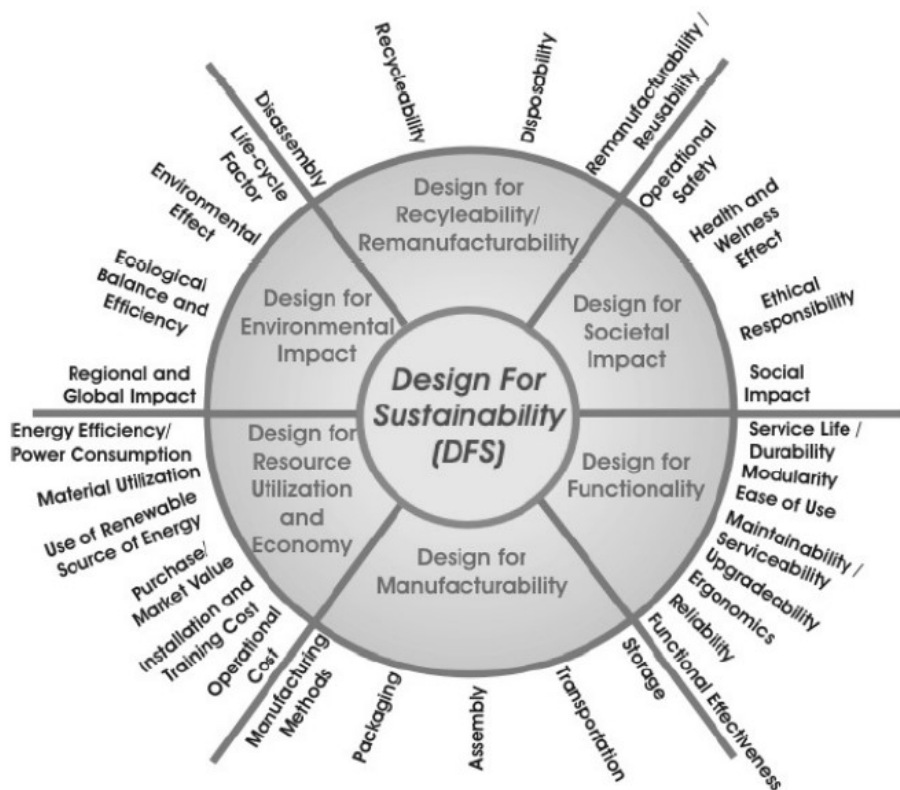 Design For
Sustainability
(DFS)
Design for
Recyleability/
Remanufacturability
Disassembly
Recycleability
Disposability
Remanufacturability /
Reusability
Design for
Societal
Impact
Operational
Safety
Health and
Welness
Effect
Ethical
Responsibility
Social
Impact
Design for
Functionality
Service Life /
Durability
Modularity
Ease of Use
Maintainability /
Serviceability
Upgradeability
Ergonomics
Reliability
Functional Effectiveness
Design for
Manufacturability
Storage
Transportation
Assembly
Packaging
Manufacturing
Methods
Design for
Resource
Utilization
and
Economy
Energy Efficiency/
Power Consumption
Material Utilization
Use of Renewable
Source of Energy
Purchase/
Market Value
Installation and
Training Cost
Operational
Cost
Design for
Environmental
Impact
Life-cycle
Factor
Environmental
Effect
Ecological
Balance and
Efficiency
Regional and
Global Impact